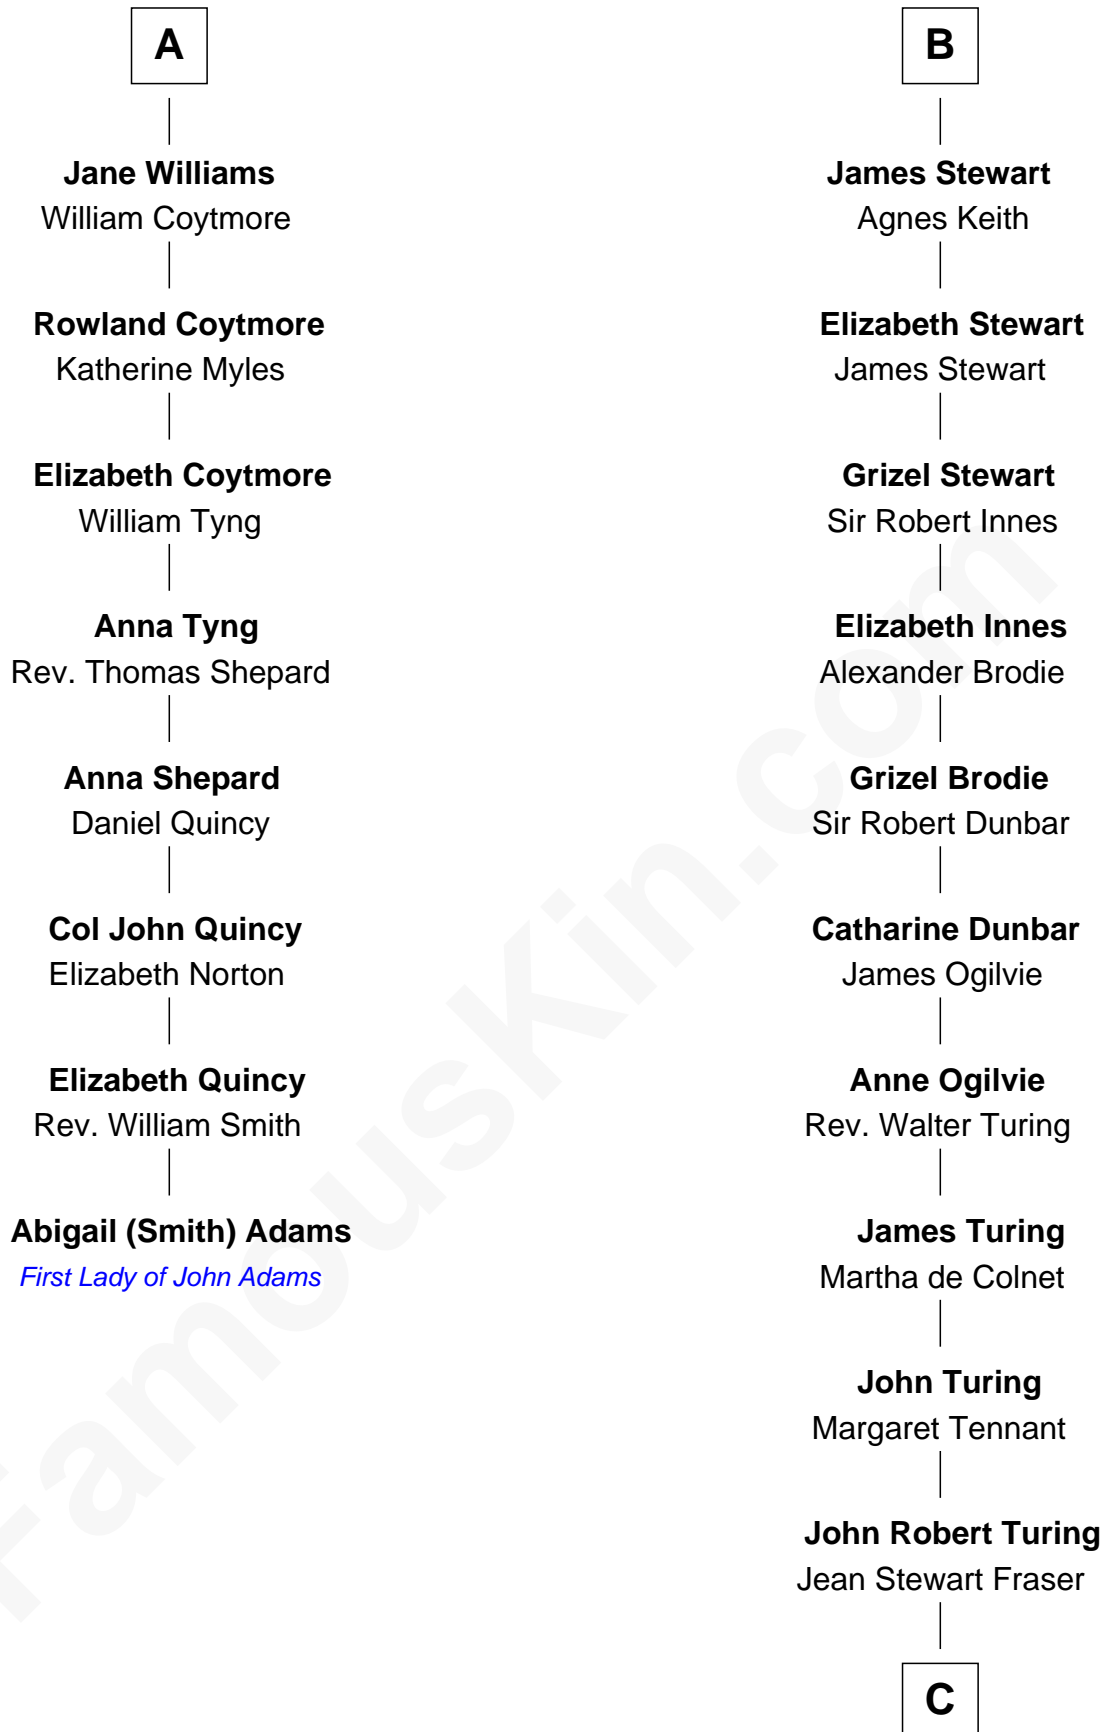 A
Jane Williams
William Coytmore
Rowland Coytmore
Katherine Myles
Elizabeth Coytmore
William Tyng
Anna Tyng
Rev. Thomas Shepard
Anna Shepard
Daniel Quincy
Col John Quincy
Elizabeth Norton
Elizabeth Quincy
Rev. William Smith
Abigail (Smith) Adams
First Lady of John Adams
B
James Stewart
Agnes Keith
Elizabeth Stewart
James Stewart
Grizel Stewart
Sir Robert Innes
Elizabeth Innes
Alexander Brodie
Grizel Brodie
Sir Robert Dunbar
Catharine Dunbar
James Ogilvie
Anne Ogilvie
Rev. Walter Turing
James Turing
Martha de Colnet
John Turing
Margaret Tennant
John Robert Turing
Jean Stewart Fraser
C
FamousKin.com